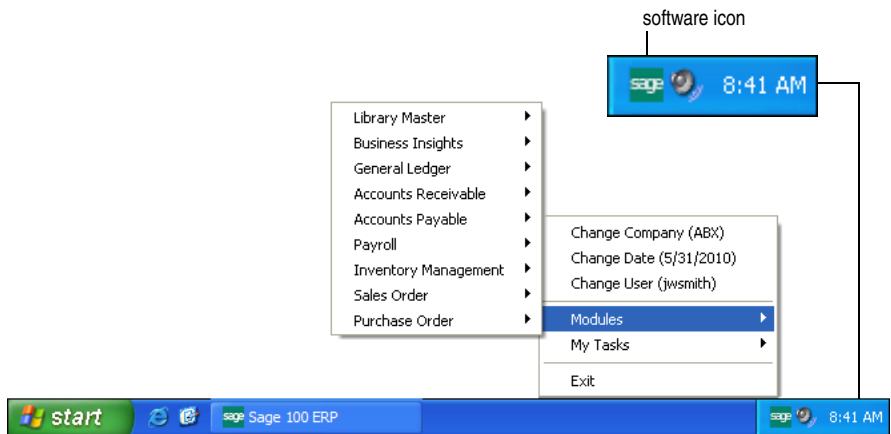 software icon
sage 8:41 AM
Library Master
Business Insights
General Ledger
Accounts Receivable
Accounts Payable
Payroll
Inventory Management
Sales Order
Purchase Order
Change Company (ABX)
Change Date (5/31/2010)
Change User (jwsmith)
Modules
My Tasks
Exit
start
sage Sage 100 ERP
sage 8:41 AM